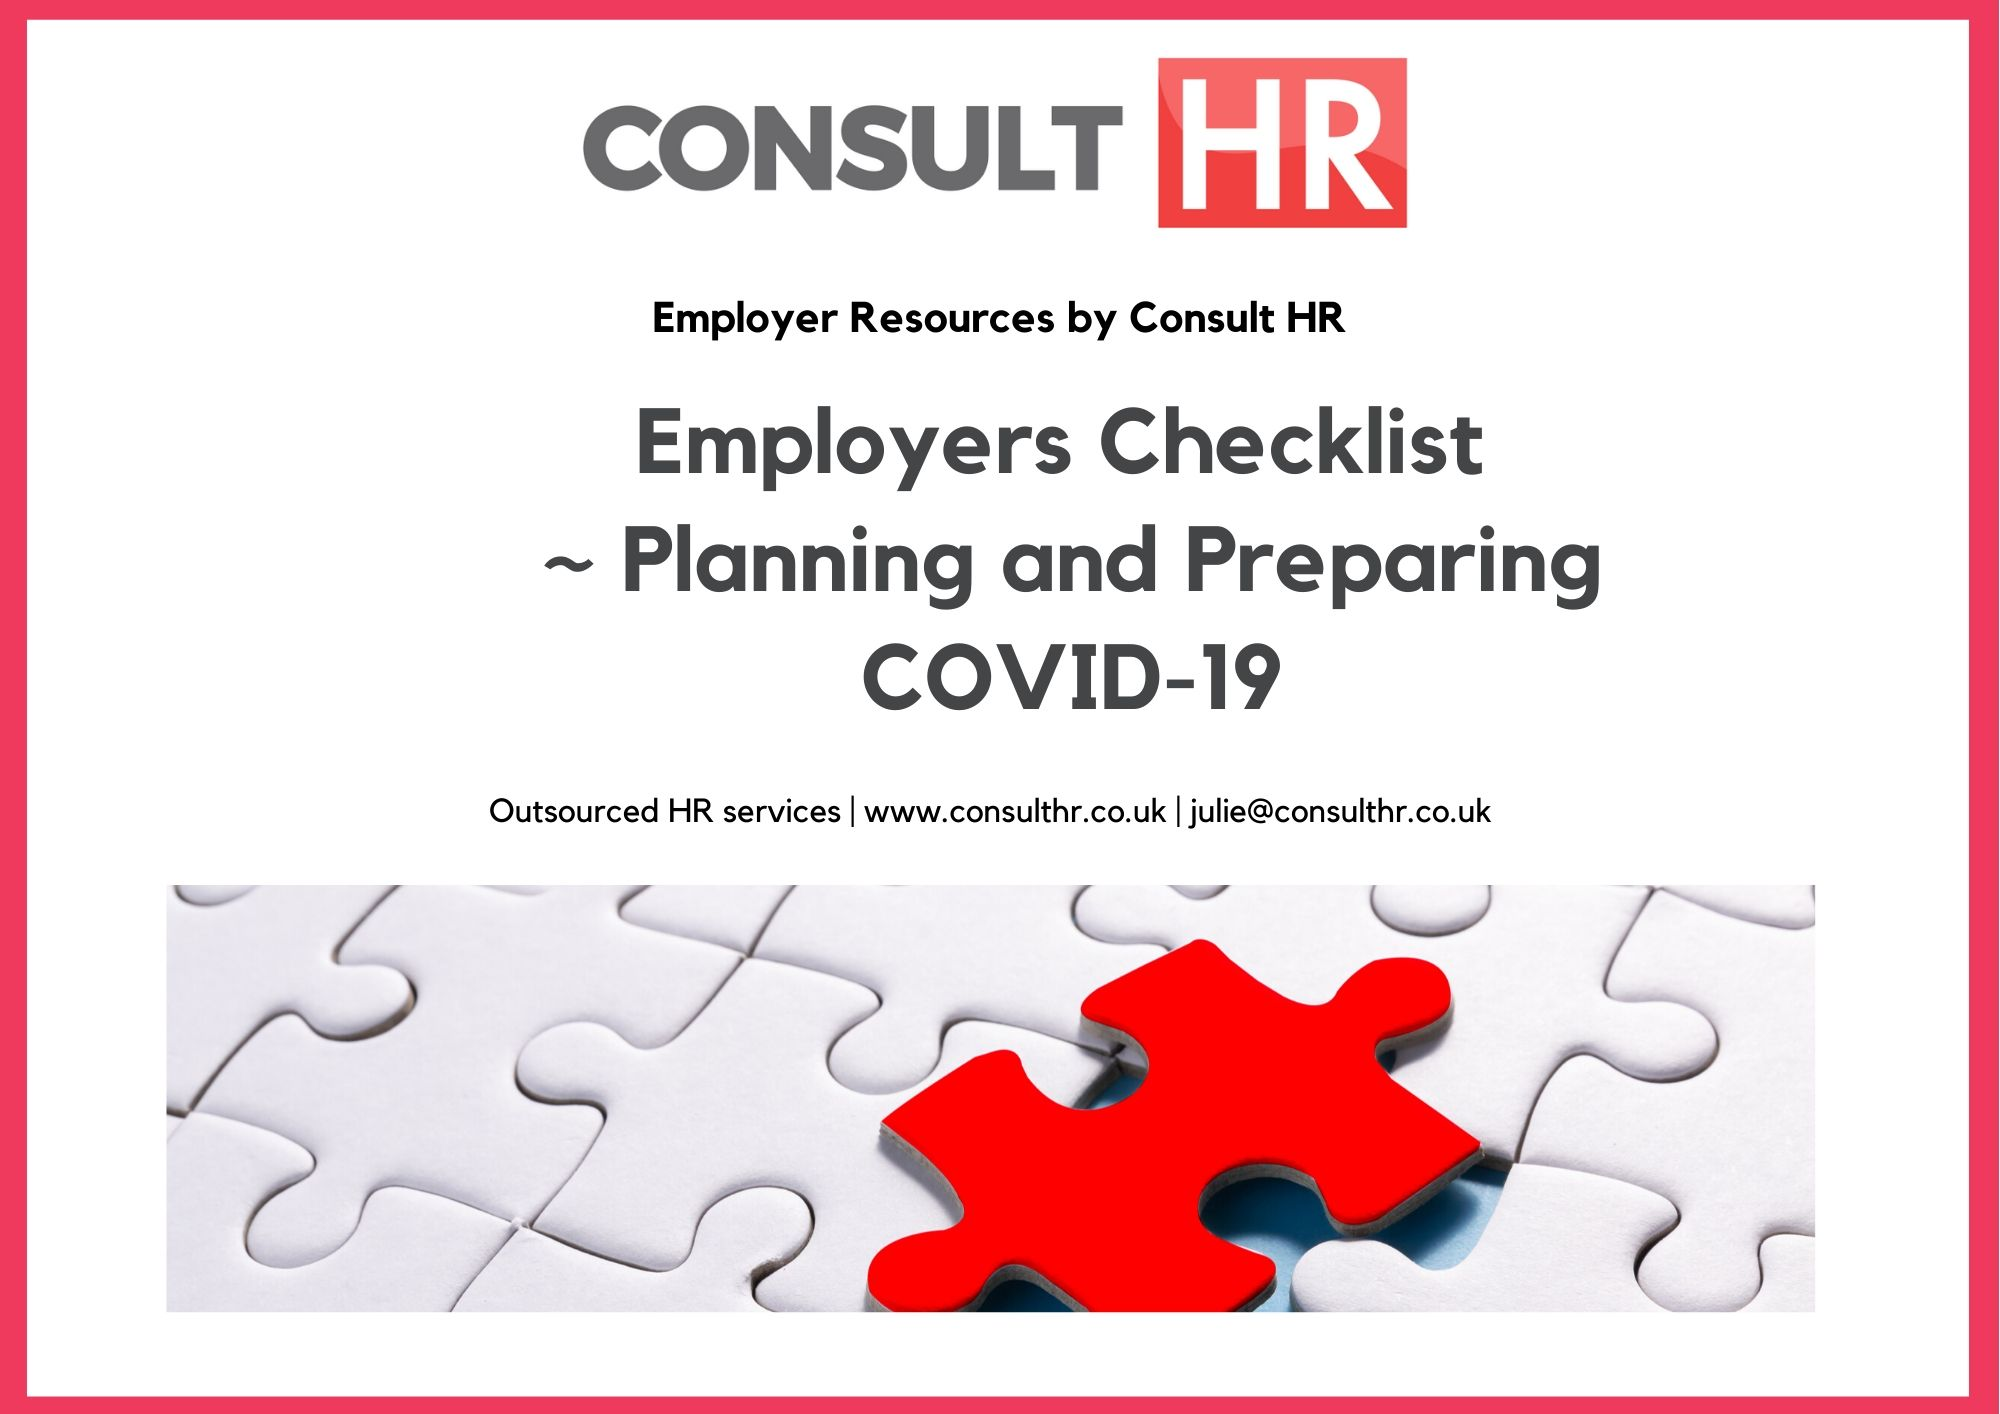 CONSULT HR
Employer Resources by Consult HR
Employers Checklist
~ Planning and Preparing
COVID-19
Outsourced HR services | www.consulthr.co.uk | julie@consulthr.co.uk